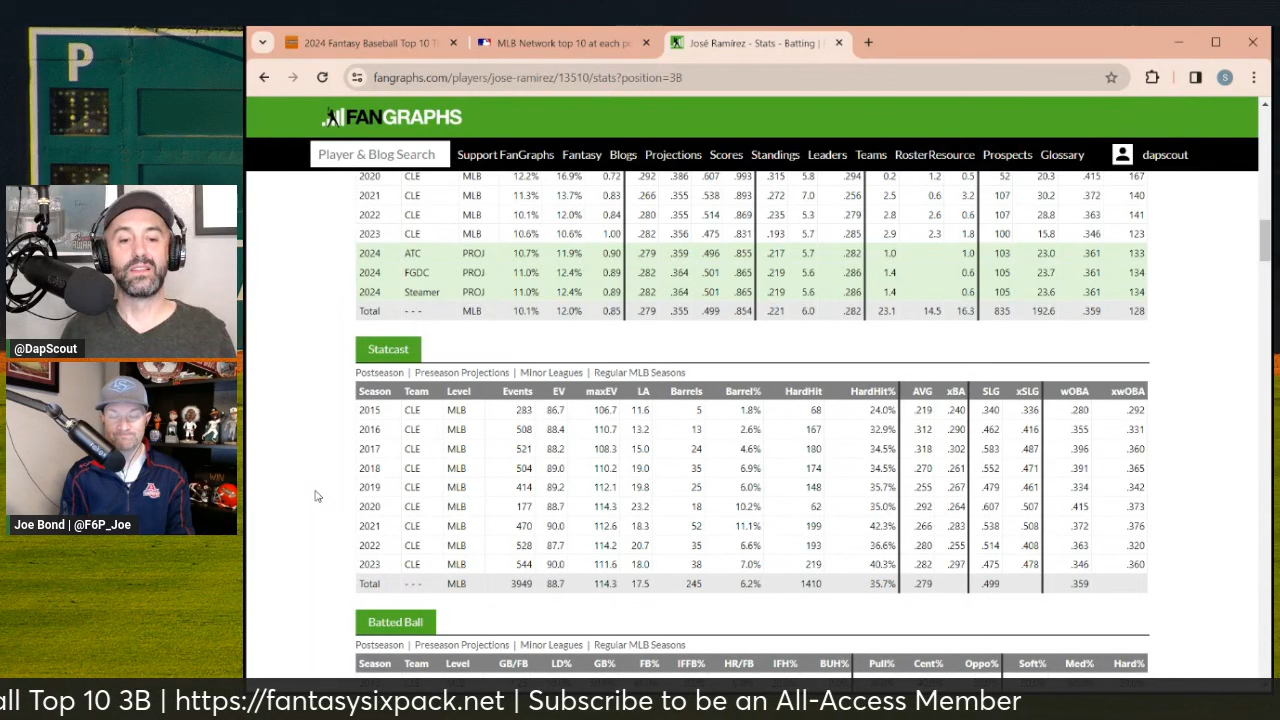 P
2024 Fantasy Baseball Top 10 T
MLB Network top 10 at each po
José Ramírez - Stats - Batting |
fangraphs.com/players/jose-ramirez/13510/stats?position=3B
S
FANGRAPHS
Player & Blog Search Support FanGraphs Fantasy Blogs Projections Scores Standings Leaders Teams RosterResource Prospects Glossary dapscout
2020 CLE MLB 12.2% 16.9% 0.72 .292 .386 .607 .993 .315 5.8 .294 0.2 1.2 0.5 52 20.3 .415 167
2021 CLE MLB 11.3% 13.7% 0.83 .266 .355 .538 .893 .272 7.0 .256 2.5 0.6 3.2 107 30.2 .372 140
2022 CLE MLB 10.1% 12.0% 0.84 .280 .355 .514 .869 .235 5.3 .279 2.8 2.6 0.6 107 28.8 .363 141
2023 CLE MLB 10.6% 10.6% 1.00 .282 .356 .475 .831 .193 5.7 .285 2.9 2.3 1.8 100 15.8 .346 123
2024 ATC PROJ 10.7% 11.9% 0.90 .279 .359 .496 .855 .217 5.7 .282 1.0 1.0 103 23.0 .361 133
2024 FGDC PROJ 11.0% 12.4% 0.89 .282 .364 .501 .865 .219 5.6 .286 1.4 0.6 105 23.7 .361 134
2024 Steamer PROJ 11.0% 12.4% 0.89 .282 .364 .501 .865 .219 5.6 .286 1.4 0.6 105 23.6 .361 134
Total - - - MLB 10.1% 12.0% 0.85 .279 .355 .499 .854 .221 6.0 .282 23.1 14.5 16.3 835 192.6 .359 128
Statcast
Postseason | Preseason Projections | Minor Leagues | Regular MLB Seasons
Season Team Level Events EV maxEV LA Barrels Barrel% HardHit HardHit% AVG xBA SLG xSLG wOBA xwOBA
2015 CLE MLB 283 86.7 106.7 11.6 5 1.8% 68 24.0% .219 .240 .340 .336 .280 .292
2016 CLE MLB 508 88.4 110.7 13.2 13 2.6% 167 32.9% .312 .290 .462 .416 .355 .331
2017 CLE MLB 521 88.2 108.3 15.0 24 4.6% 180 34.5% .318 .302 .583 .487 .396 .360
2018 CLE MLB 504 89.0 110.2 19.0 35 6.9% 174 34.5% .270 .261 .552 .471 .391 .365
2019 CLE MLB 414 89.2 112.1 19.8 25 6.0% 148 35.7% .255 .267 .479 .461 .334 .342
2020 CLE MLB 177 88.7 114.3 23.2 18 10.2% 62 35.0% .292 .264 .607 .507 .415 .373
2021 CLE MLB 470 90.0 112.6 18.3 52 11.1% 199 42.3% .266 .283 .538 .508 .372 .376
2022 CLE MLB 528 87.7 114.2 20.7 35 6.6% 193 36.6% .280 .255 .514 .408 .363 .320
2023 CLE MLB 544 90.0 111.6 18.0 38 7.0% 219 40.3% .282 .297 .475 .478 .346 .360
Total - - - MLB 3949 88.7 114.3 17.5 245 6.2% 1410 35.7% .279 .499 .359
Batted Ball
Postseason | Preseason Projections | Minor Leagues | Regular MLB Seasons
Season Team Level GB/FB LD% GB% FB% IFFB% HR/FB IFH% BUH% Pull% Cent% Oppo% Soft% Med% Hard%
@DapScout
Joe Bond | @F6P_Joe
all Top 10 3B | https://fantasysixpack.net | Subscribe to be an All-Access Member